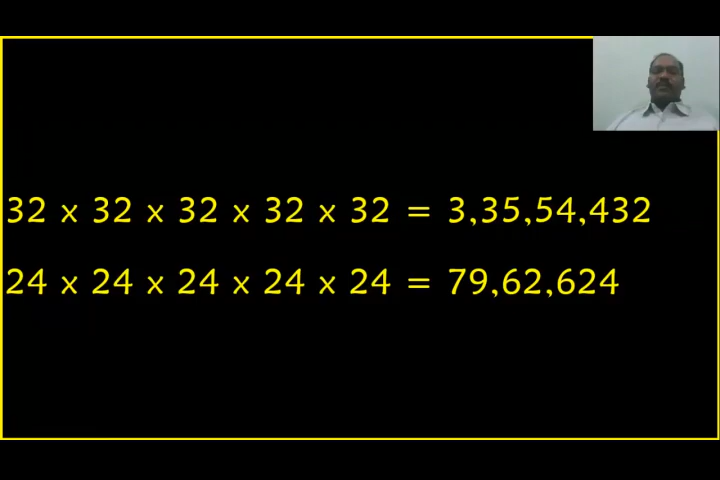 32 x 32 x 32 x 32 x 32 = 3,35,54,432
24 x 24 x 24 x 24 x 24 = 79,62,624